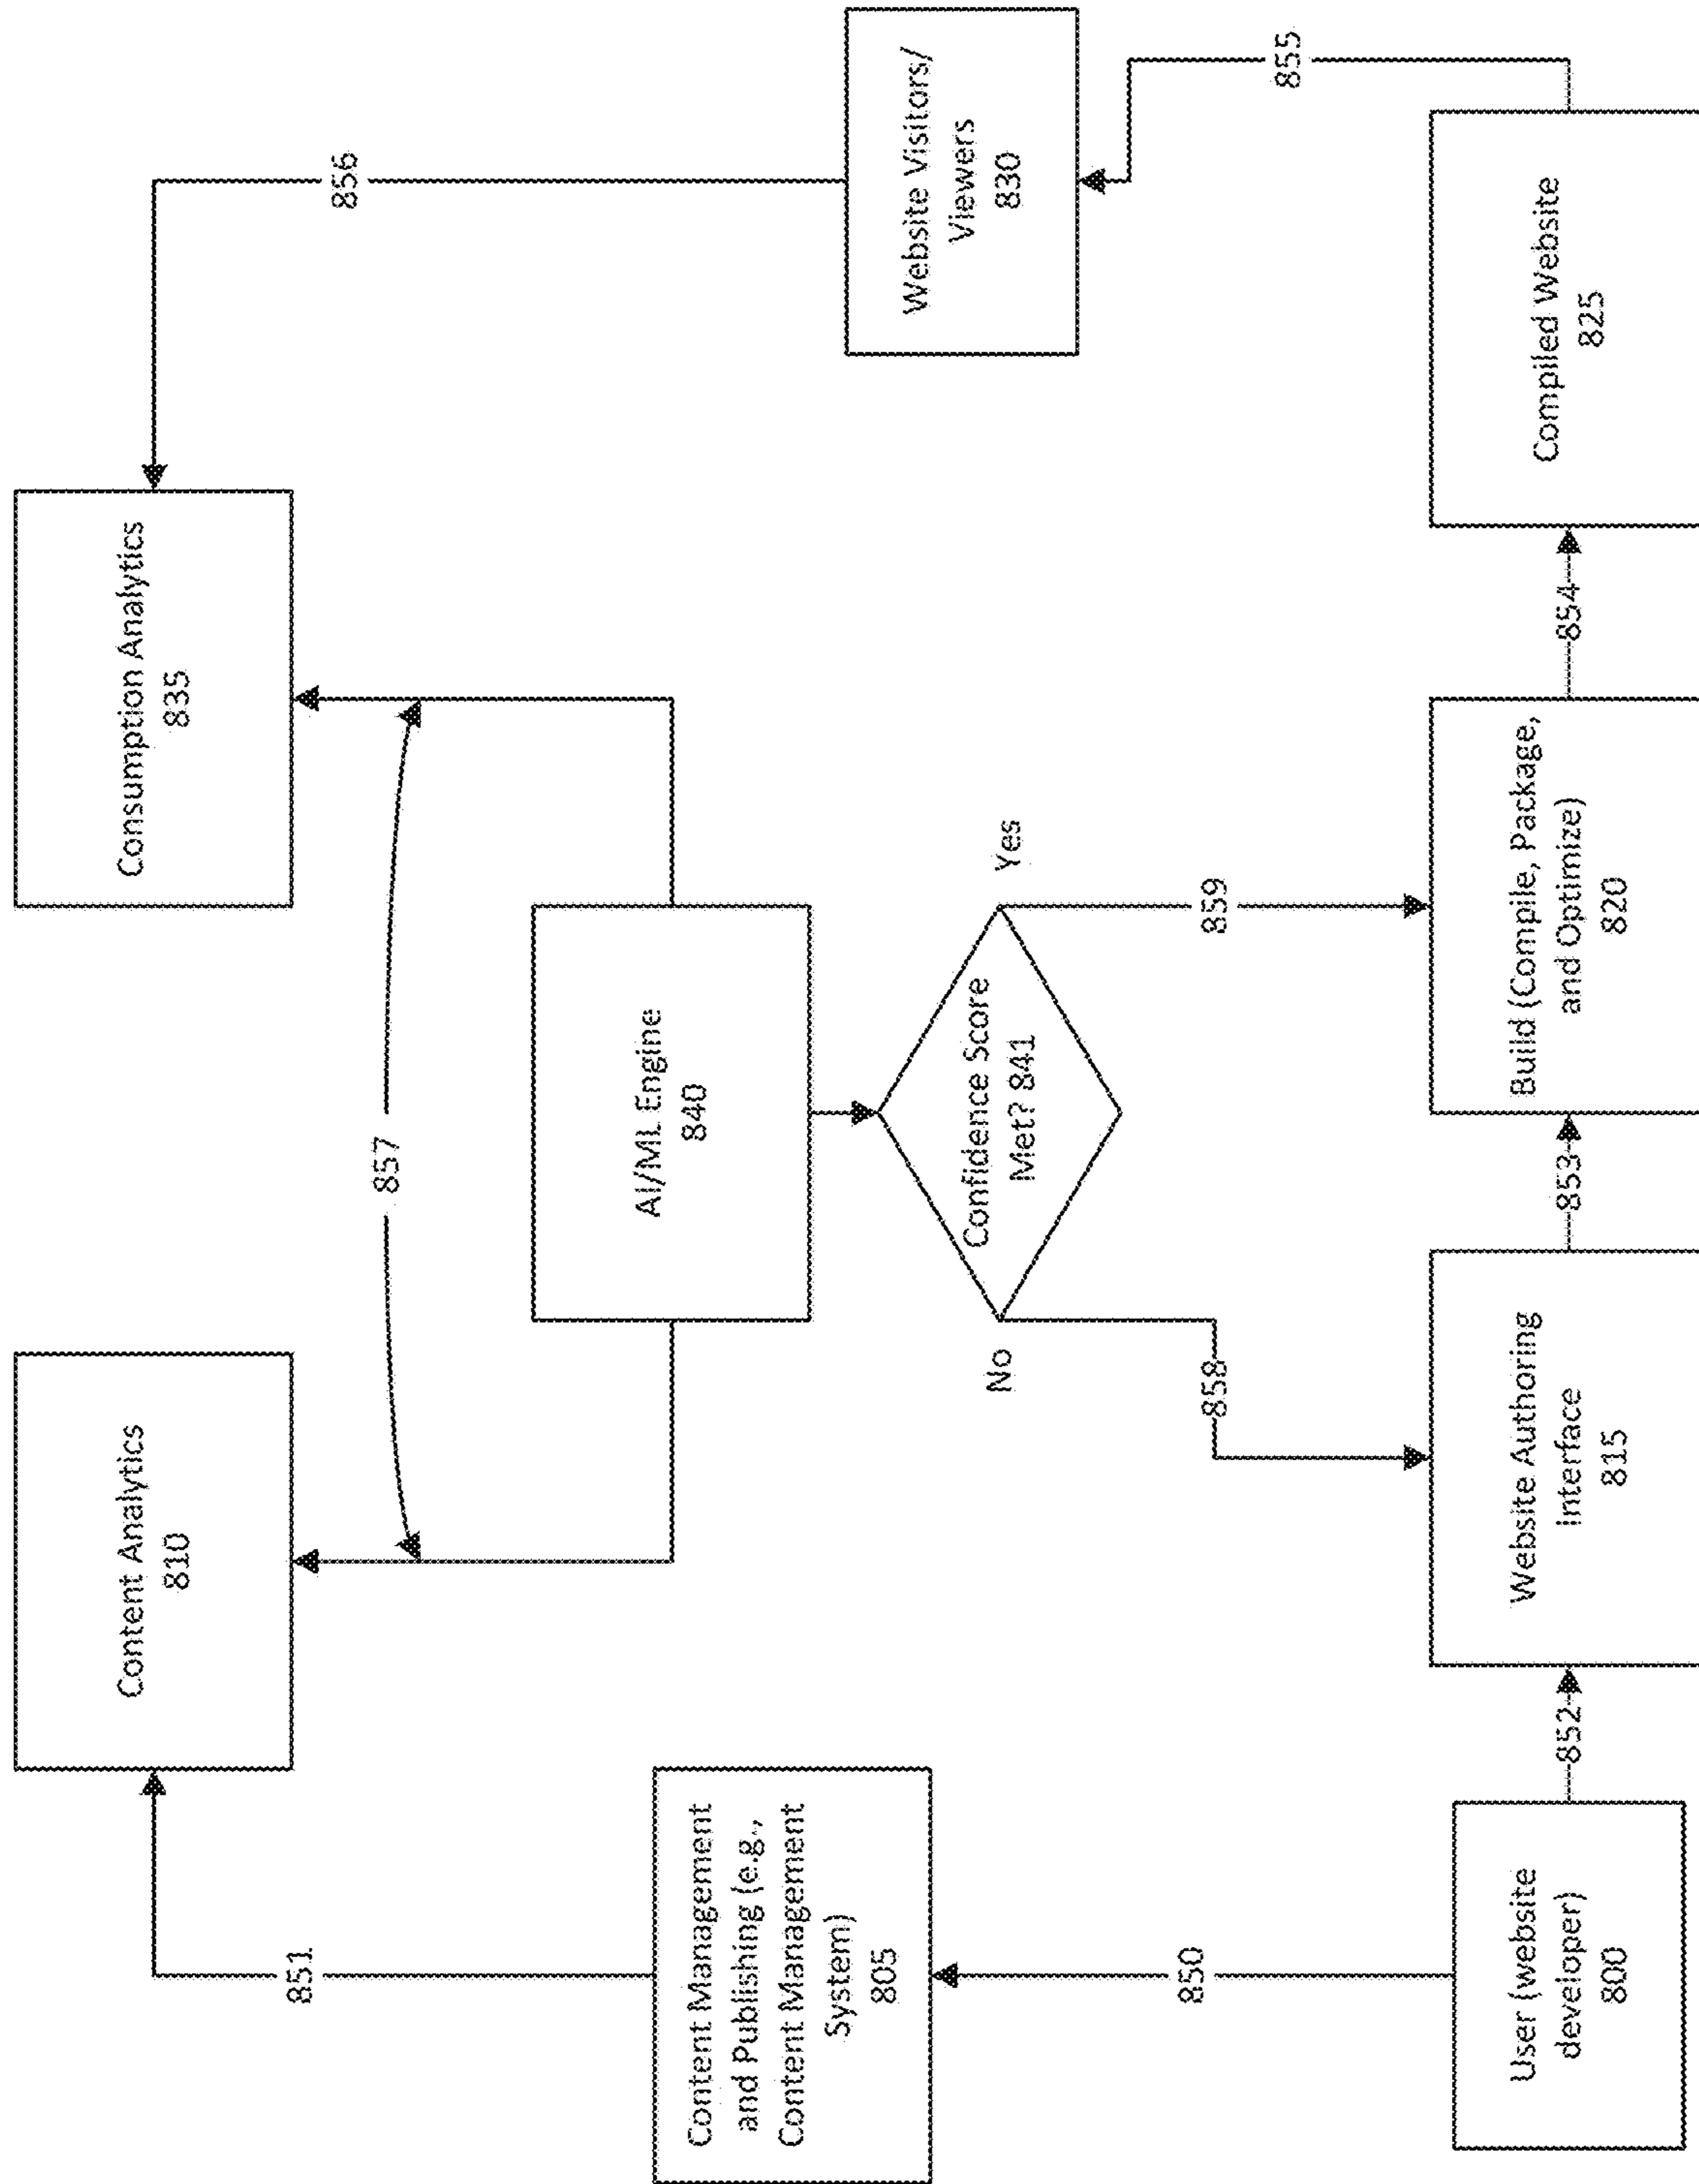 Content Analytics
810
Consumption Analytics
835
851
857
856
Content Management
and Publishing (e.g.,
Content Management
System)
805
AI/ML Engine
840
Website Visitors/
Viewers
830
Confidence Score
Met? 841
No
Yes
850
858
859
855
User (website
developer)
800
852
Website Authoring
Interface
815
853
Build (Compile, Package,
and Optimize)
820
854
Compiled Website
825